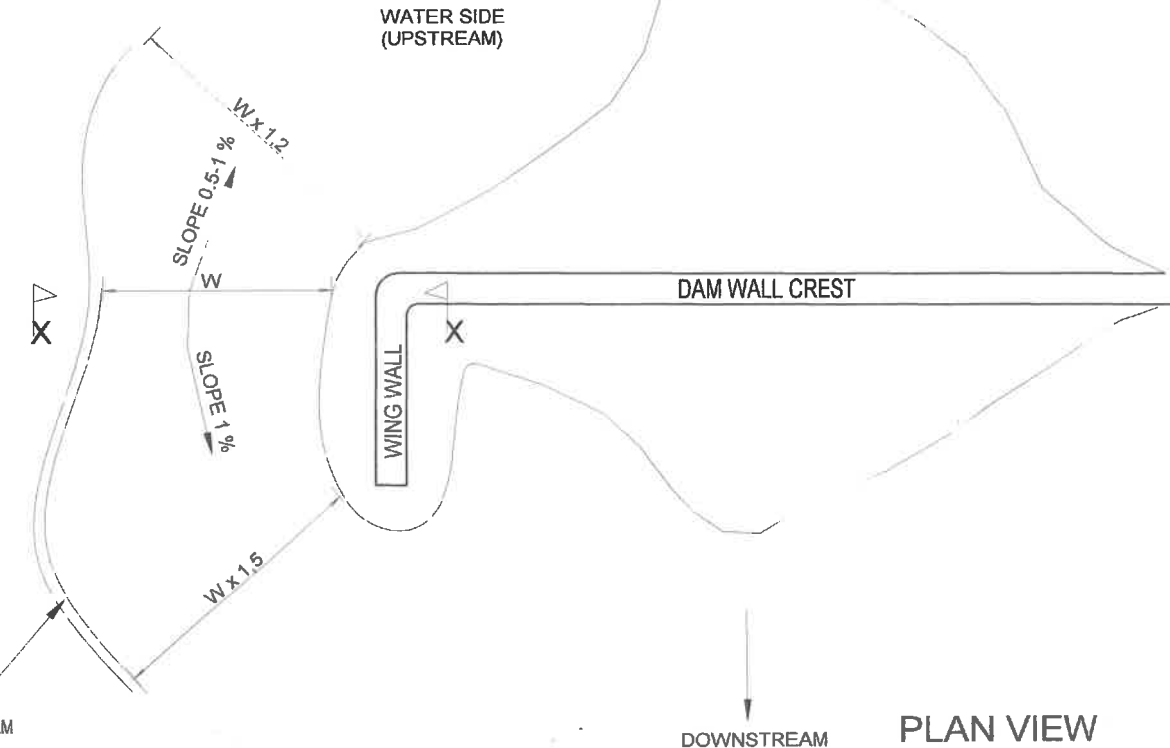 WATER SIDE
(UPSTREAM)
W x 1,2
SLOPE 0.5-1 %
W
DAM WALL CREST
X
X
SLOPE 1 %
WING WALL
W x 1,5
DOWNSTREAM
PLAN VIEW